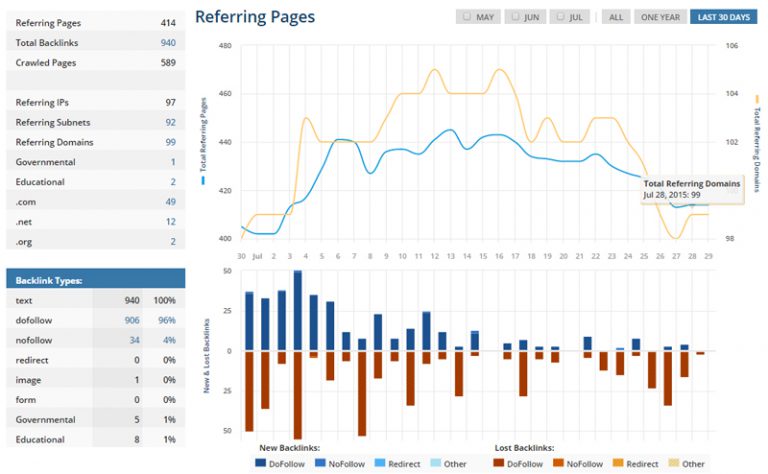 Referring Pages 414
Total Backlinks 940
Crawled Pages 589
Referring IPs 97
Referring Subnets 92
Referring Domains 99
Governmental 1
Educational 2
.com 49
.net 12
.org 2
Backlink Types:
text 940 100%
dofollow 906 96%
nofollow 34 4%
redirect 0 0%
image 1 0%
form 0 0%
Governmental 5 1%
Educational 8 1%
Referring Pages
MAY JUN JUL ALL ONE YEAR LAST 30 DAYS
480 106
460 104
440 102
420
400 98
Total Referring Pages
Total Referring Domains
Total Referring Domains
Jul 28, 2015: 99
30 Jul 2 3 4 5 6 7 8 9 10 11 12 13 14 15 16 17 18 19 20 21 22 23 24 25 26 27 28 29
50
25
0 0
25
50
New & Lost Backlinks
New Backlinks: Lost Backlinks:
DoFollow NoFollow Redirect Other DoFollow NoFollow Redirect Other